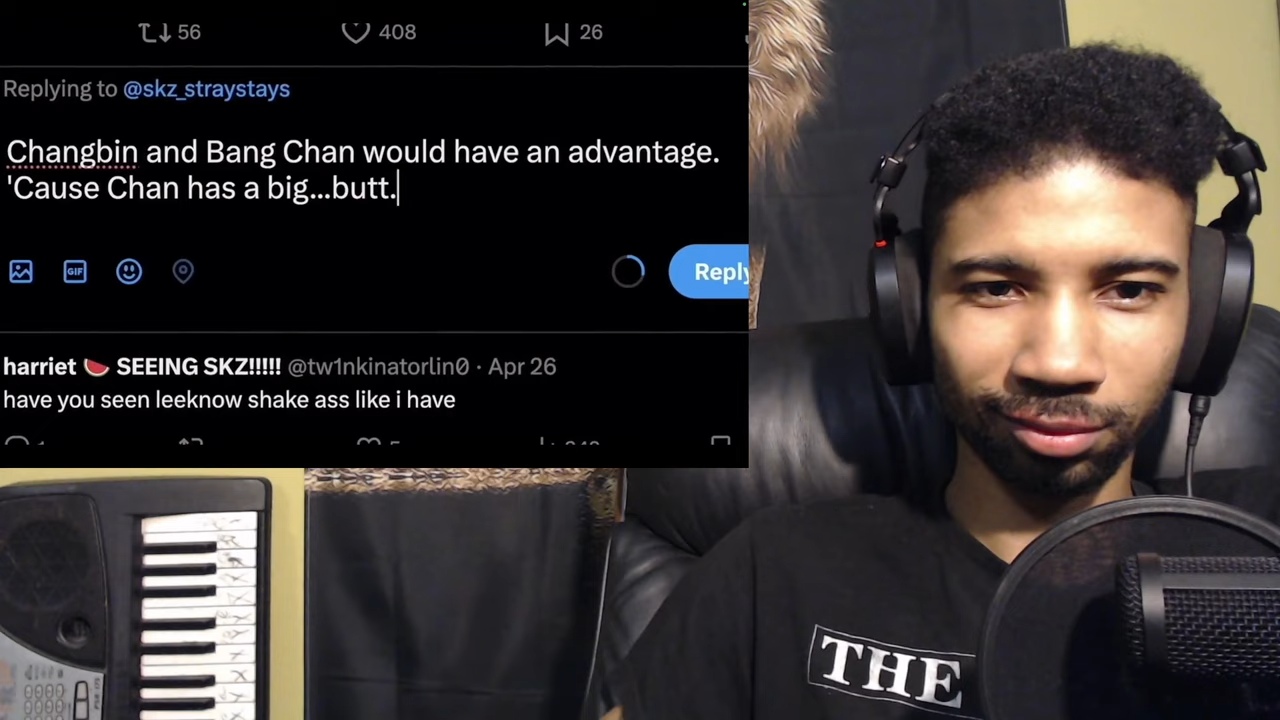 56 408 26
Replying to @skz_straystays
Changbin and Bang Chan would have an advantage.
'Cause Chan has a big...butt.
GIF
Reply
harriet 🍉 SEEING SKZ!!!!! @tw1nkinatorlin0 · Apr 26
have you seen leeknow shake ass like i have
THE